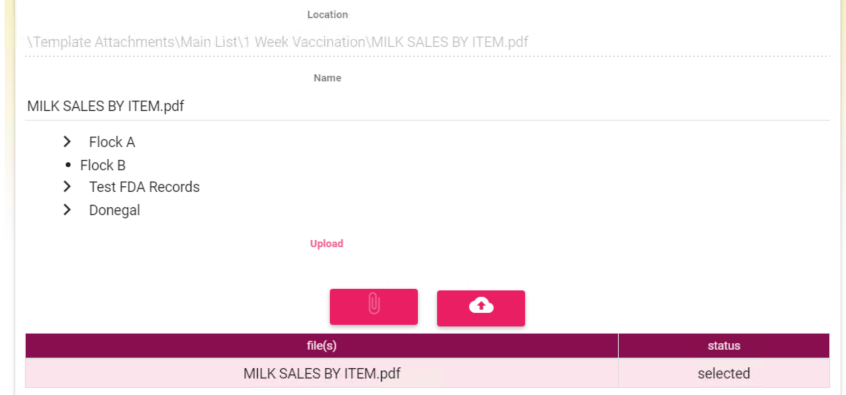 Location
\Template Attachments\Main List\1 Week Vaccination\MILK SALES BY ITEM.pdf
Name
MILK SALES BY ITEM.pdf
Flock A
Flock B
Test FDA Records
Donegal
Upload
file(s) status
MILK SALES BY ITEM.pdf selected